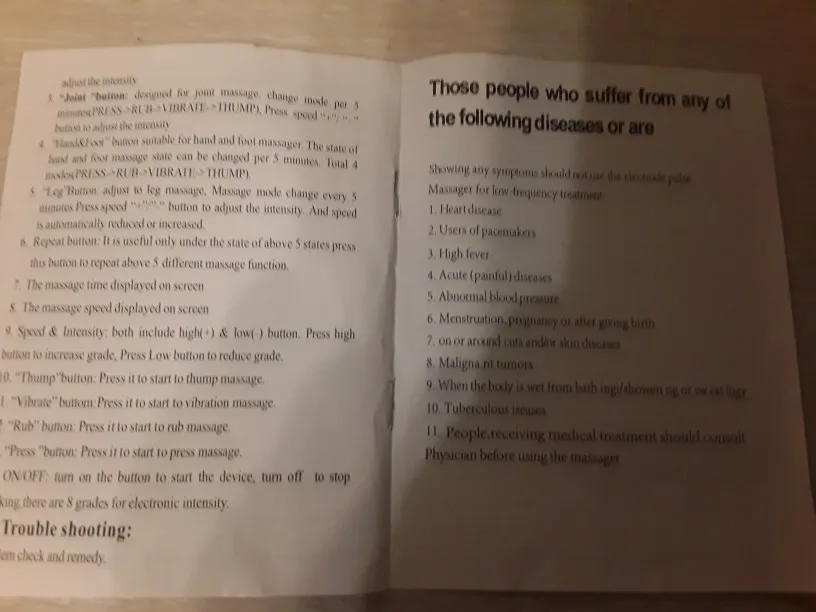 adjust the intensity
3. "Joint "button: designed for joint massage. change mode per 5
minutes(PRESS->RUB->VIBRATE->THUMP), Press speed "+"/ "-"
button to adjust the intensity
4. "Hand&Foot" button suitable for hand and foot massager. The state of
hand and foot massage state can be changed per 5 minutes. Total 4
modes(PRESS->RUB->VIBRATE->THUMP).
5. "Leg"Button: adjust to leg massage, Massage mode change every 5
minutes Press speed "+"/"-" button to adjust the intensity. And speed
is automatically reduced or increased.
6. Repeat button: It is useful only under the state of above 5 states press
this button to repeat above 5 different massage function.
7. The massage time displayed on screen
8. The massage speed displayed on screen
9. Speed & Intensity: both include high(+) & low(-) button. Press high
button to increase grade, Press Low button to reduce grade.
0. "Thump"button: Press it to start to thump massage.
1. "Vibrate" buttom:Press it to start to vibration massage.
"Rub" button: Press it to start to rub massage.
. "Press "button: Press it to start to press massage.
ON/OFF: turn on the button to start the device, turn off to stop
king.there are 8 grades for electronic intensity.
Trouble shooting:
lem check and remedy.
Those people who suffer from any of
the following diseases or are
Showing any symptoms should not use the electrode pulse
Massager for low-frequency treatment:
1. Heart disease
2. Users of pacemakers
3. High fever
4. Acute (painful) diseases
5. Abnormal blood pressure
6. Menstruation, pregnancy or after giving birth
7. on or around cuts and/or skin diseases
8. Maligna.nt tumors
9. When the body is wet from bath ing/showeri ng or sw eat ing
10. Tuberculous
11. People,receiving medical treatment should.consult
Physician before using the massager